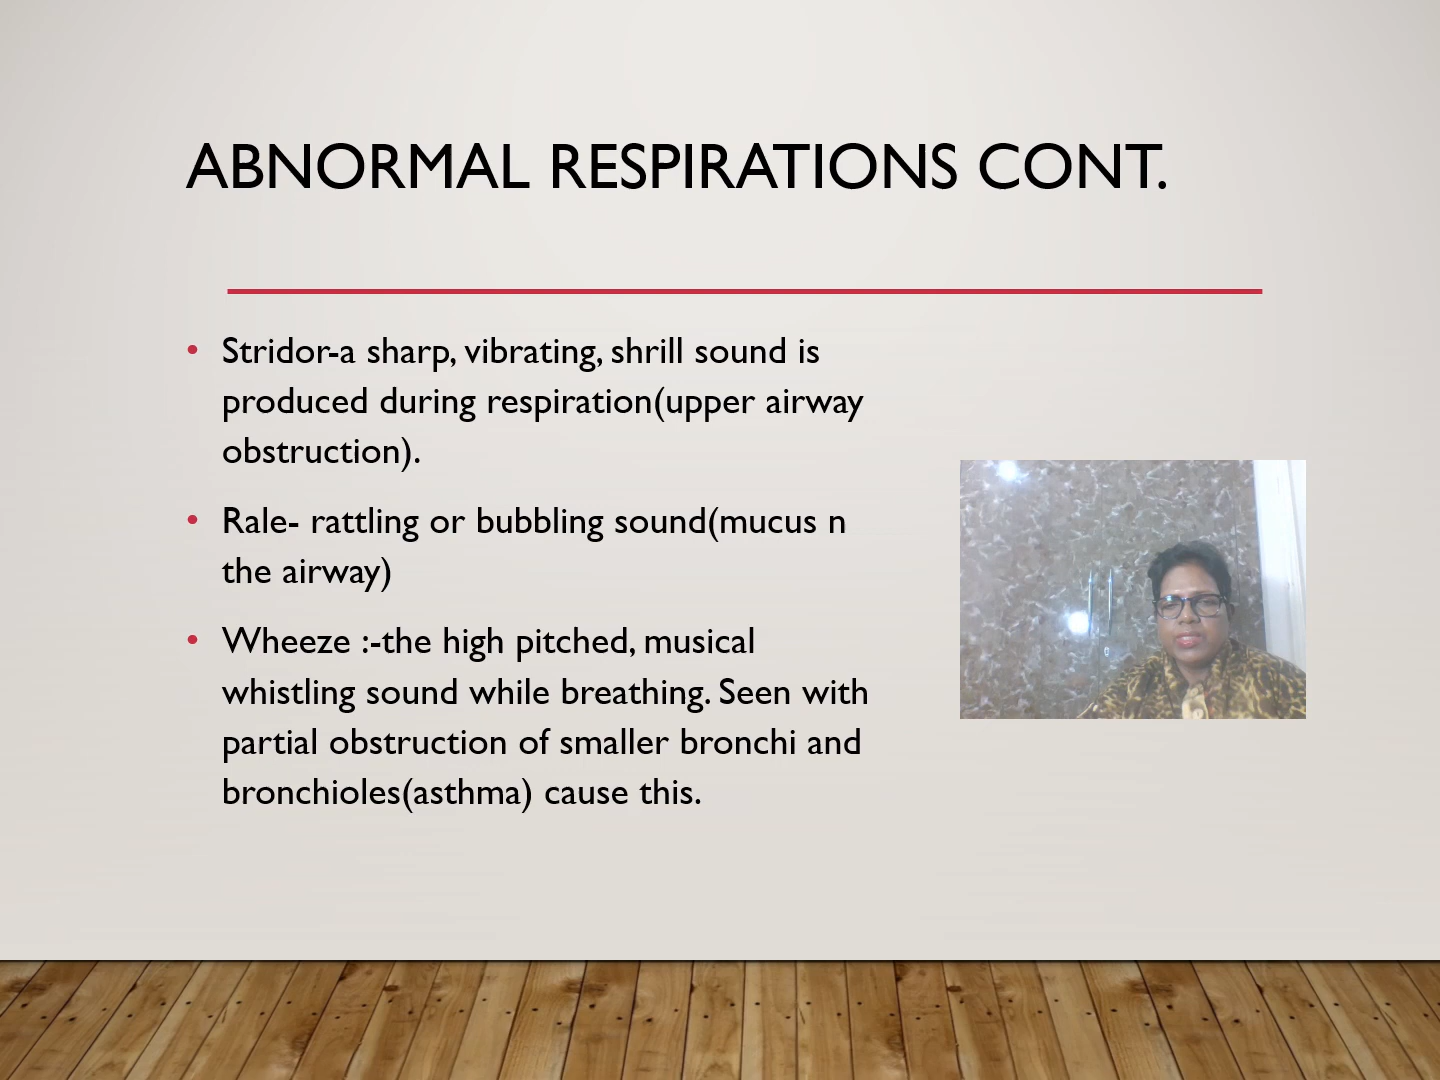 ABNORMAL RESPIRATIONS CONT.
• Stridor-a sharp, vibrating, shrill sound is
produced during respiration(upper airway
obstruction).
• Rale- rattling or bubbling sound(mucus n
the airway)
• Wheeze :-the high pitched, musical
whistling sound while breathing. Seen with
partial obstruction of smaller bronchi and
bronchioles(asthma) cause this.